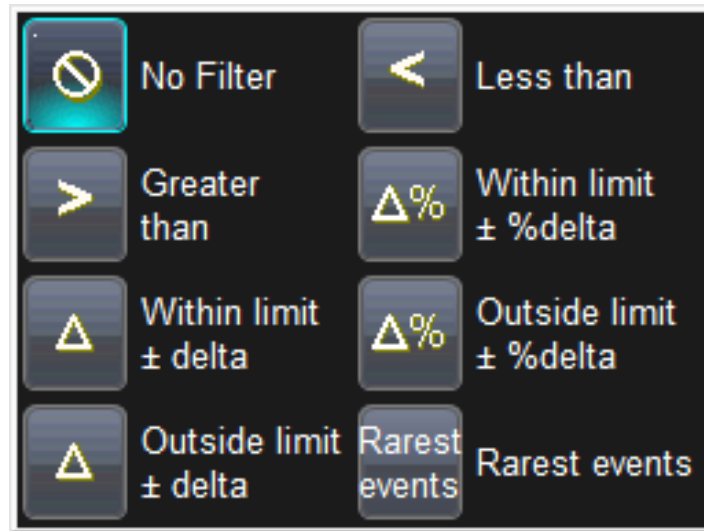 No Filter
< Less than
> Greater
than
Δ% Within limit
± %delta
Δ Within limit
± delta
Δ% Outside limit
± %delta
Δ Outside limit
± delta
Rarest
events
Rarest events